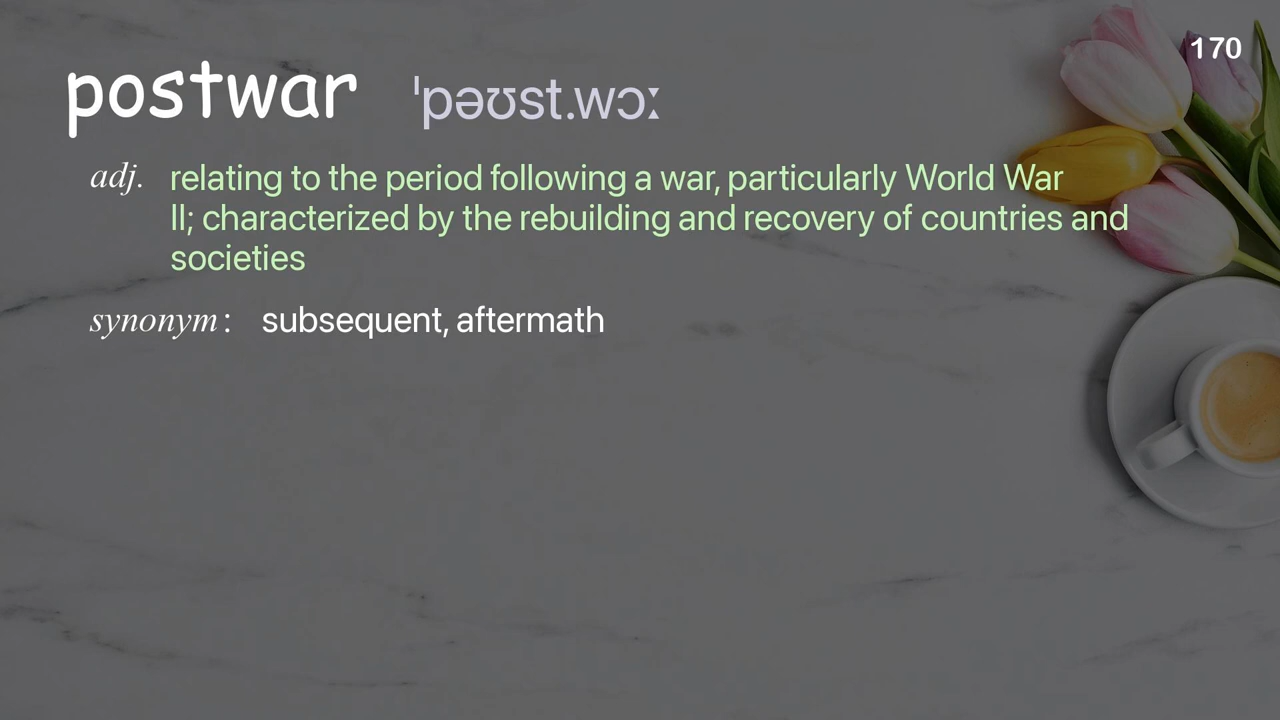 170
postwar ˈpəʊst.wɔː
adj. relating to the period following a war, particularly World War
II; characterized by the rebuilding and recovery of countries and
societies
synonym : subsequent, aftermath